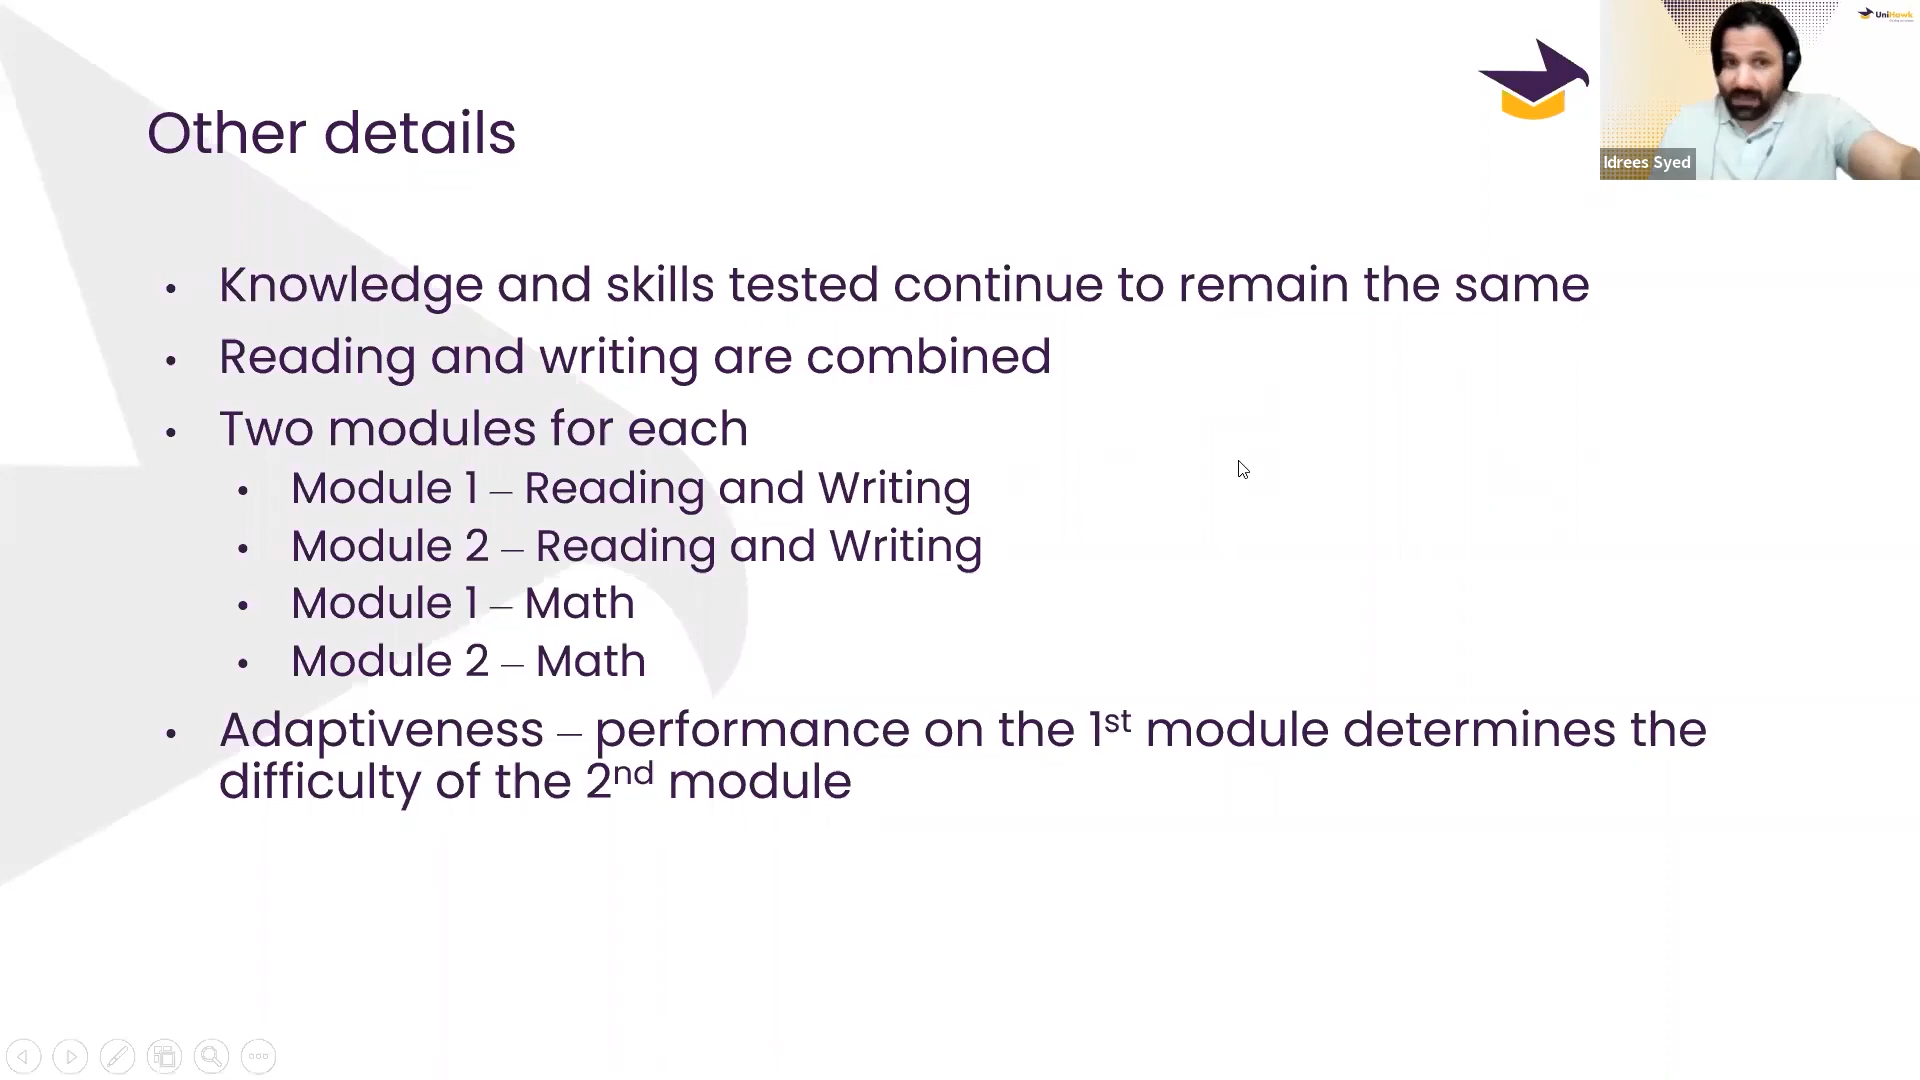 UniHawk
Idrees Syed
Other details
• Knowledge and skills tested continue to remain the same
• Reading and writing are combined
• Two modules for each
• Module 1 – Reading and Writing
• Module 2 – Reading and Writing
• Module 1 – Math
• Module 2 – Math
• Adaptiveness – performance on the 1st module determines the
difficulty of the 2nd module